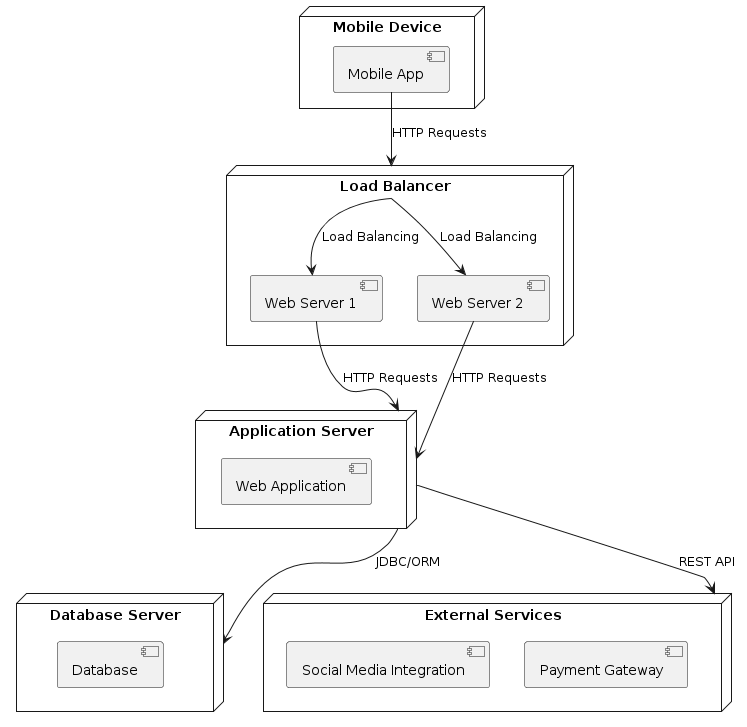 Mobile Device
Mobile App
HTTP Requests
Load Balancer
Load Balancing
Load Balancing
Web Server 1
Web Server 2
HTTP Requests
HTTP Requests
Application Server
Web Application
JDBC/ORM
REST API
Database Server
Database
External Services
Social Media Integration
Payment Gateway